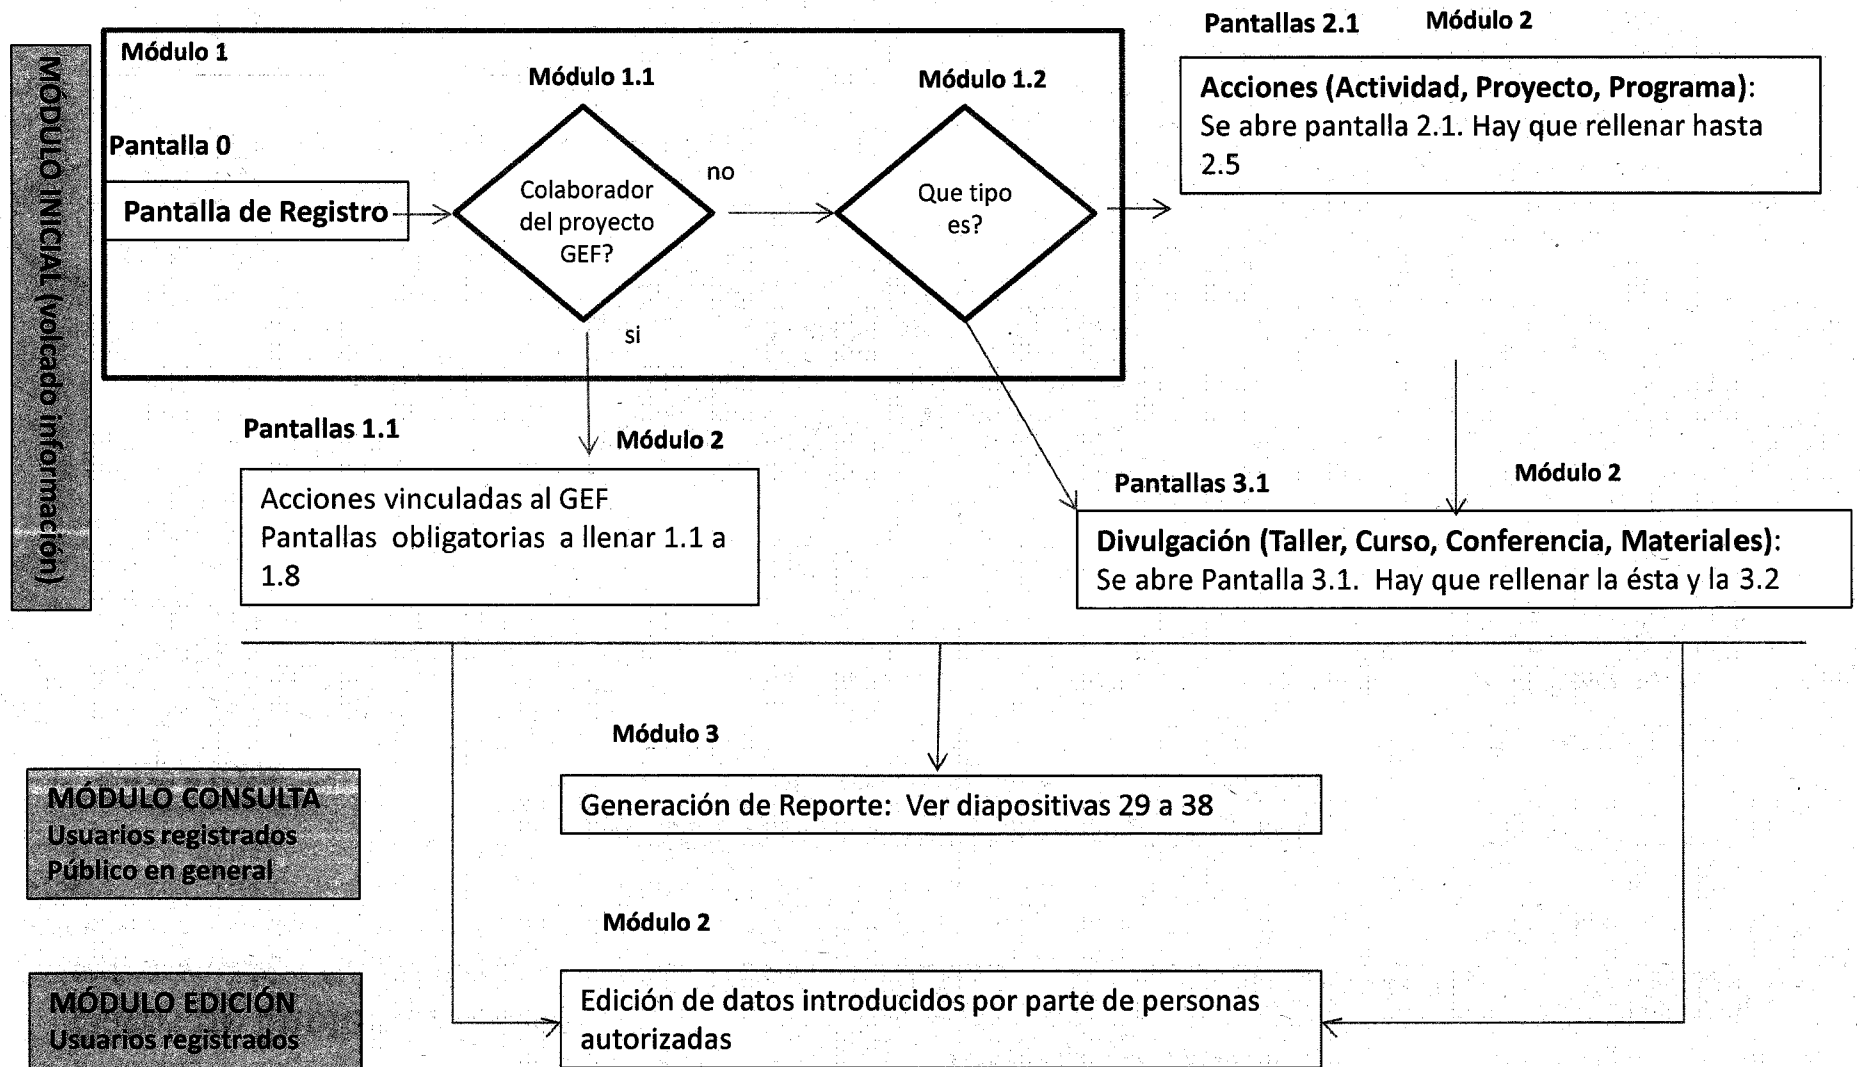 MÓDULO INICIAL (volcado información)
Módulo 1
Módulo 1.1
Módulo 1.2
Pantalla 0
Pantalla de Registro
Colaborador
del proyecto
GEF?
no
si
Que tipo
es?
Pantallas 2.1
Módulo 2
Acciones (Actividad, Proyecto, Programa):
Se abre pantalla 2.1. Hay que rellenar hasta
2.5
Pantallas 1.1
Módulo 2
Acciones vinculadas al GEF
Pantallas obligatorias a llenar 1.1 a
1.8
Pantallas 3.1
Módulo 2
Divulgación (Taller, Curso, Conferencia, Materiales):
Se abre Pantalla 3.1. Hay que rellenar la ésta y la 3.2
MÓDULO CONSULTA
Usuarios registrados
Público en general
Módulo 3
Generación de Reporte: Ver diapositivas 29 a 38
MÓDULO EDICIÓN
Usuarios registrados
Módulo 2
Edición de datos introducidos por parte de personas
autorizadas